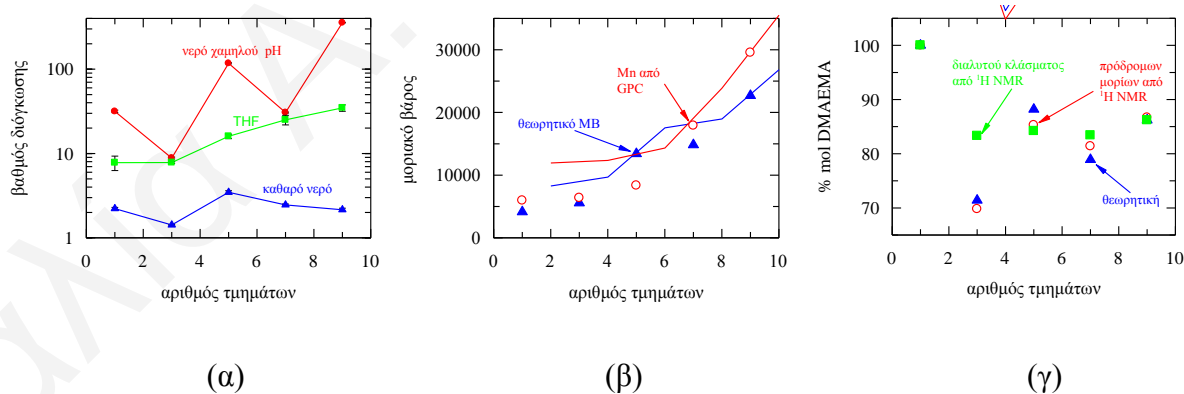 βαθμός διόγκωσης
100
10
1
νερό χαμηλού pH
THF
καθαρό νερό
0 2 4 6 8 10
αριθμός τμημάτων
(α)
μοριακό βάρος
30000
20000
10000
0
Mn από
GPC
θεωρητικό ΜΒ
0 2 4 6 8 10
αριθμός τμημάτων
(β)
% mol DMAEMA
100
90
80
70
διαλυτού κλάσματος
από ¹H NMR
πρόδρομων
μορίων από
¹H NMR
θεωρητική
0 2 4 6 8 10
αριθμός τμημάτων
(γ)